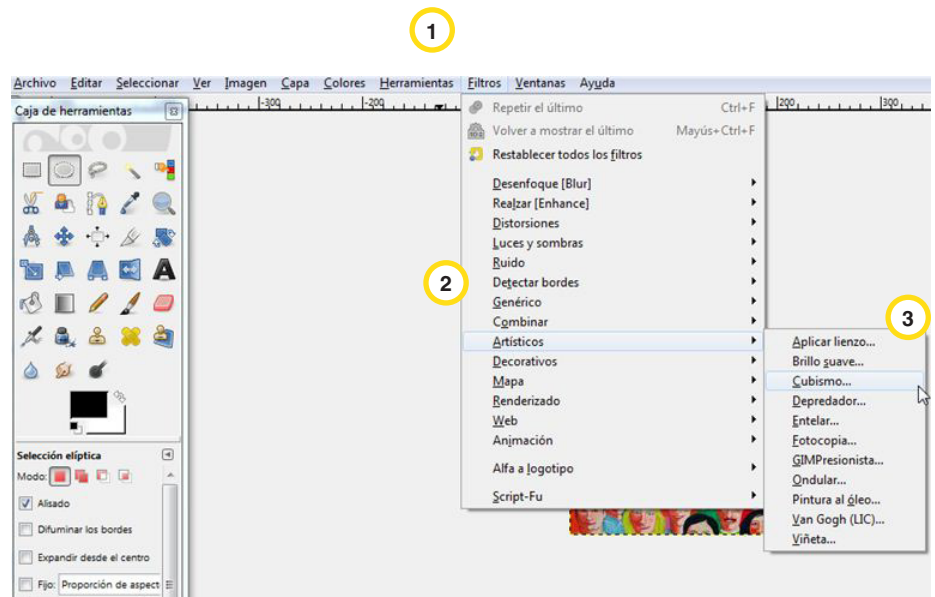 1
Archivo Editar Seleccionar Ver Imagen Capa Colores Herramientas Filtros Ventanas Ayuda
Caja de herramientas
-300 -200 200 300
Repetir el último Ctrl+F
Volver a mostrar el último Mayús+Ctrl+F
Restablecer todos los filtros
Desenfoque [Blur]
Realzar [Enhance]
Distorsiones
Luces y sombras
Ruido
2
Detectar bordes
Genérico
Combinar
Artísticos
Decorativos
Mapa
Renderizado
Web
Animación
Alfa a logotipo
Script-Fu
3
Aplicar lienzo...
Brillo suave...
Cubismo...
Depredador...
Entelar...
Fotocopia...
GIMPresionista...
Ondular...
Pintura al óleo...
Van Gogh (LIC)...
Viñeta...
Selección elíptica
Modo:
Alisado
Difuminar los bordes
Expandir desde el centro
Fijo: Proporción de aspect